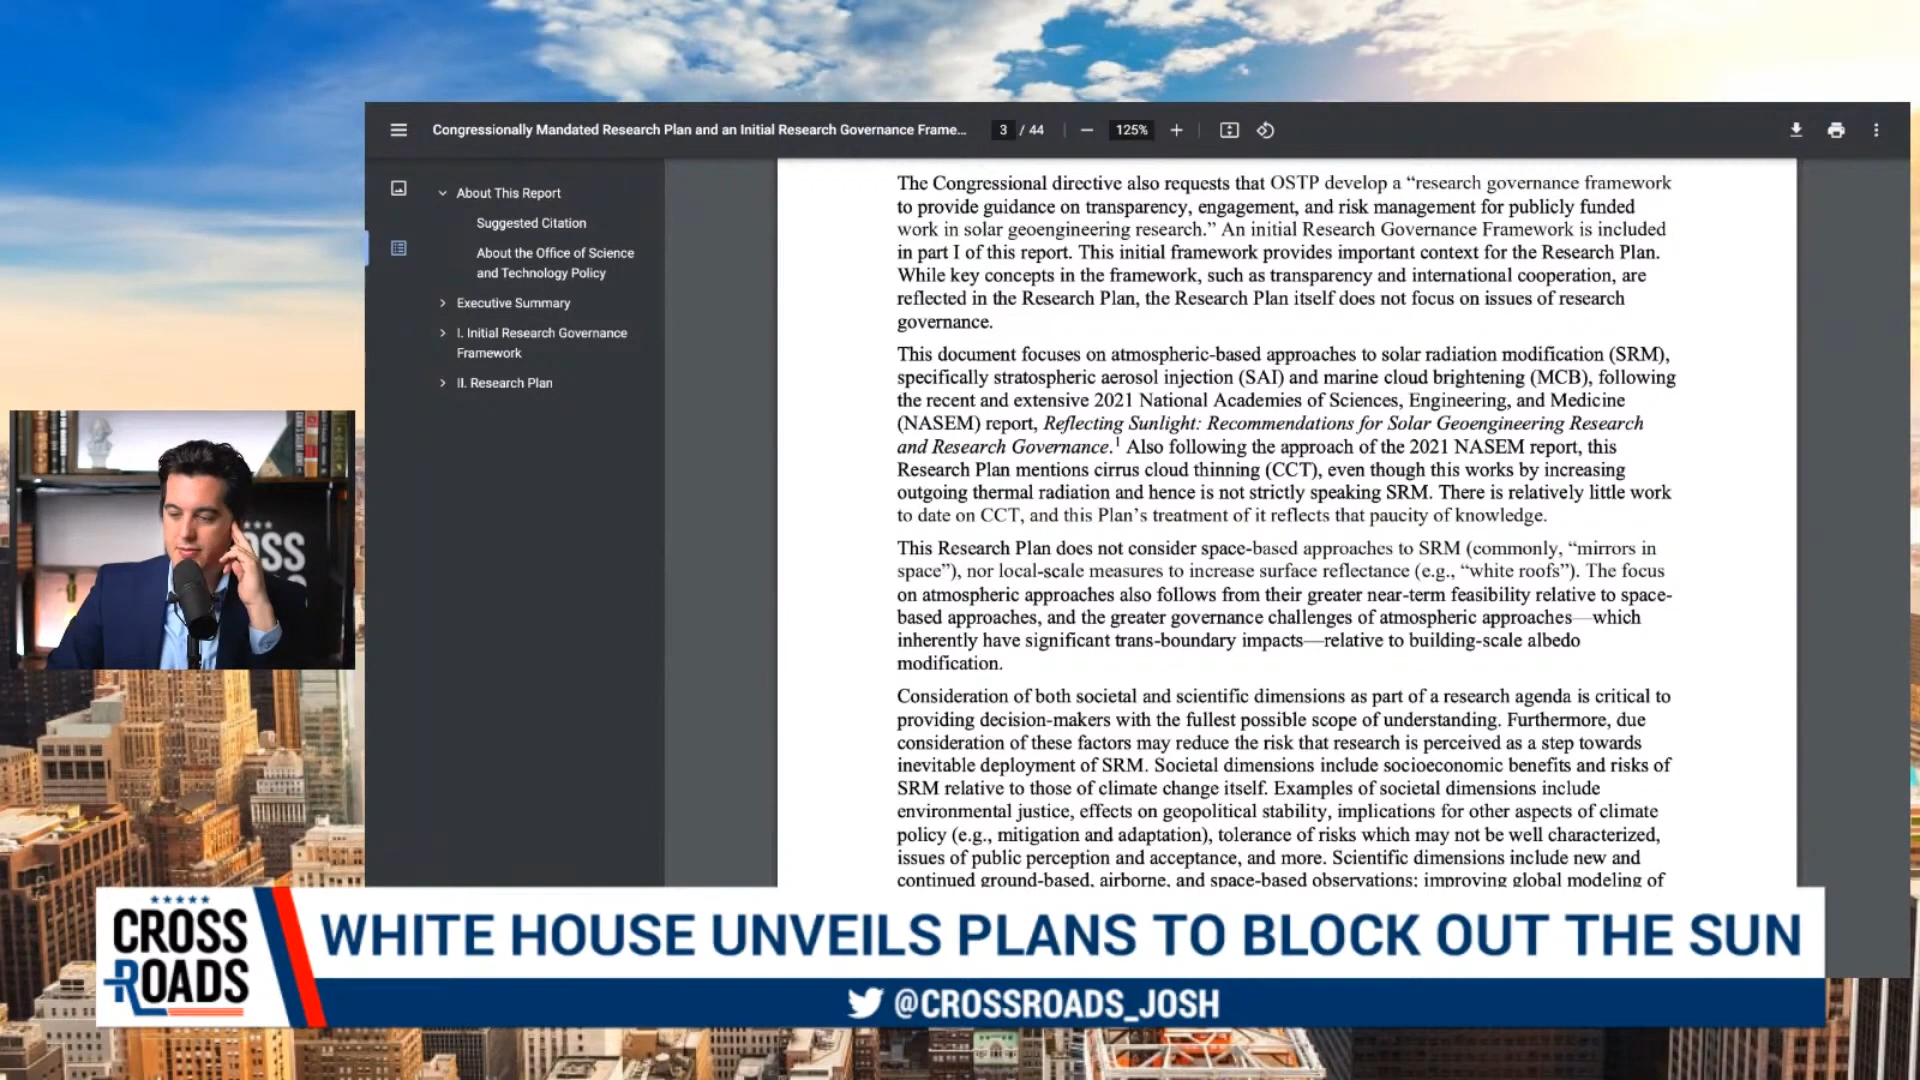 Congressionally Mandated Research Plan and an Initial Research Governance Frame...
3 / 44
125%
About This Report
Suggested Citation
About the Office of Science
and Technology Policy
Executive Summary
I. Initial Research Governance
Framework
II. Research Plan
The Congressional directive also requests that OSTP develop a “research governance framework
to provide guidance on transparency, engagement, and risk management for publicly funded
work in solar geoengineering research.” An initial Research Governance Framework is included
in part I of this report. This initial framework provides important context for the Research Plan.
While key concepts in the framework, such as transparency and international cooperation, are
reflected in the Research Plan, the Research Plan itself does not focus on issues of research
governance.
This document focuses on atmospheric-based approaches to solar radiation modification (SRM),
specifically stratospheric aerosol injection (SAI) and marine cloud brightening (MCB), following
the recent and extensive 2021 National Academies of Sciences, Engineering, and Medicine
(NASEM) report, Reflecting Sunlight: Recommendations for Solar Geoengineering Research
and Research Governance.¹ Also following the approach of the 2021 NASEM report, this
Research Plan mentions cirrus cloud thinning (CCT), even though this works by increasing
outgoing thermal radiation and hence is not strictly speaking SRM. There is relatively little work
to date on CCT, and this Plan’s treatment of it reflects that paucity of knowledge.
This Research Plan does not consider space-based approaches to SRM (commonly, “mirrors in
space”), nor local-scale measures to increase surface reflectance (e.g., “white roofs”). The focus
on atmospheric approaches also follows from their greater near-term feasibility relative to space-
based approaches, and the greater governance challenges of atmospheric approaches—which
inherently have significant trans-boundary impacts—relative to building-scale albedo
modification.
Consideration of both societal and scientific dimensions as part of a research agenda is critical to
providing decision-makers with the fullest possible scope of understanding. Furthermore, due
consideration of these factors may reduce the risk that research is perceived as a step towards
inevitable deployment of SRM. Societal dimensions include socioeconomic benefits and risks of
SRM relative to those of climate change itself. Examples of societal dimensions include
environmental justice, effects on geopolitical stability, implications for other aspects of climate
policy (e.g., mitigation and adaptation), tolerance of risks which may not be well characterized,
issues of public perception and acceptance, and more. Scientific dimensions include new and
continued ground-based, airborne, and space-based observations; improving global modeling of
CROSS
ROADS
WHITE HOUSE UNVEILS PLANS TO BLOCK OUT THE SUN
@CROSSROADS_JOSH